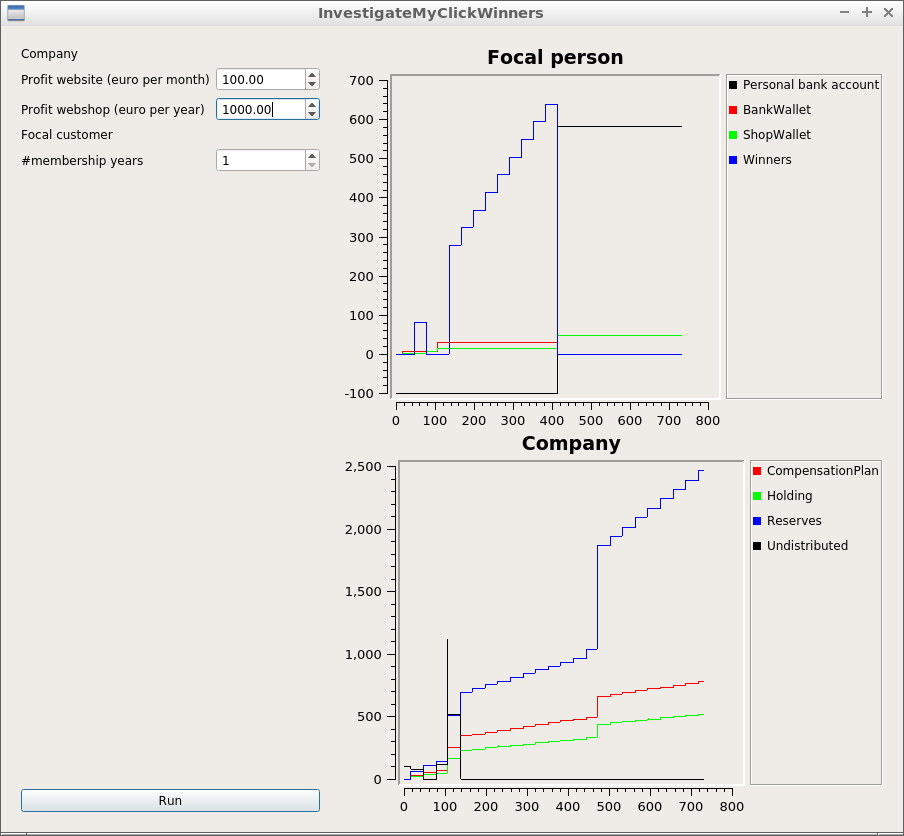 InvestigateMyClickWinners
Company
Profit website (euro per month) 100.00
Profit webshop (euro per year) 1000.00
Focal customer
#membership years 1
Run
Focal person
700
600
500
400
300
200
100
0
-100
0 100 200 300 400 500 600 700 800
Personal bank account
BankWallet
ShopWallet
Winners
Company
2,500
2,000
1,500
1,000
500
0
0 100 200 300 400 500 600 700 800
CompensationPlan
Holding
Reserves
Undistributed